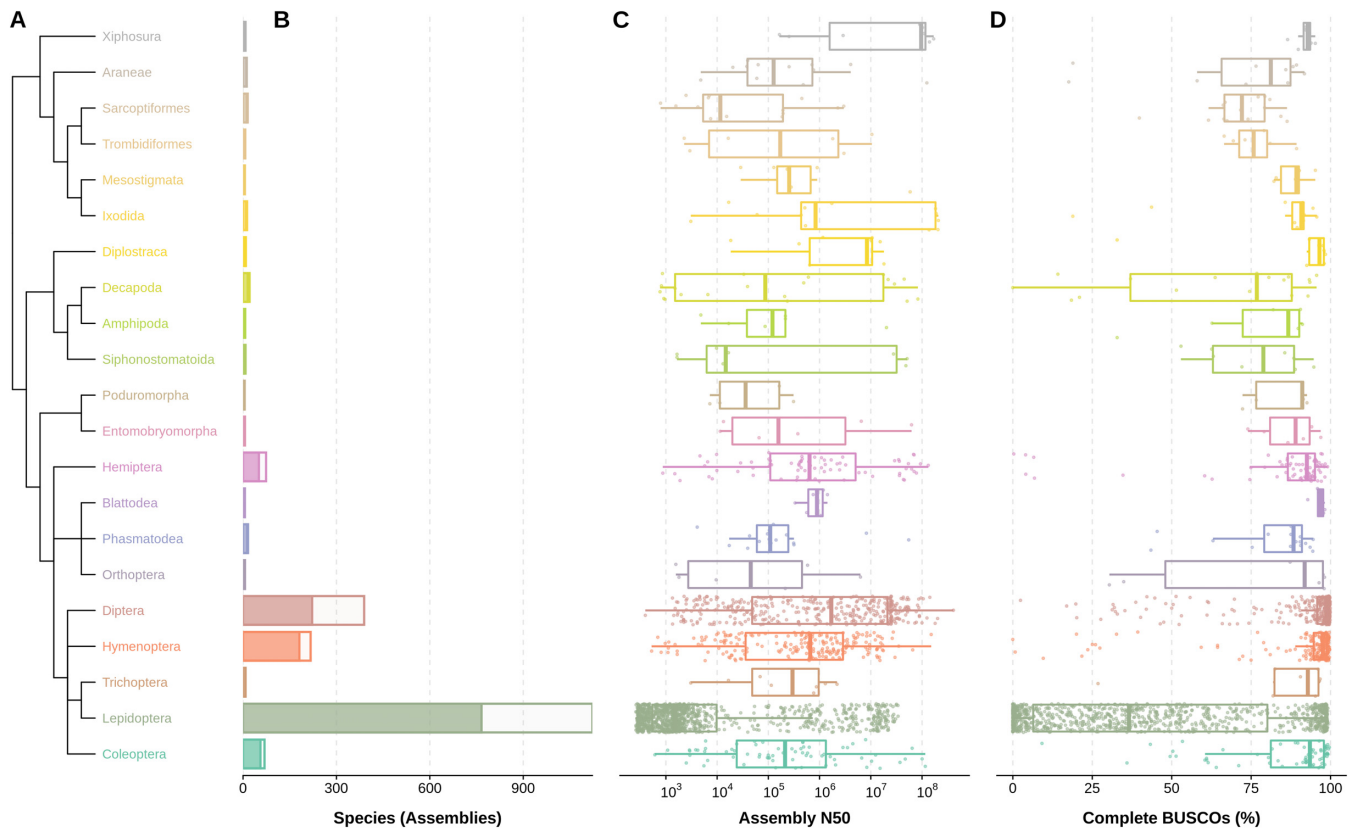 A B C D
Xiphosura
Araneae
Sarcoptiformes
Trombidiformes
Mesostigmata
Ixodida
Diplostraca
Decapoda
Amphipoda
Siphonostomatoida
Poduromorpha
Entomobryomorpha
Hemiptera
Blattodea
Phasmatodea
Orthoptera
Diptera
Hymenoptera
Trichoptera
Lepidoptera
Coleoptera
0 300 600 900
10³ 10⁴ 10⁵ 10⁶ 10⁷ 10⁸
0 25 50 75 100
Species (Assemblies)
Assembly N50
Complete BUSCOs (%)